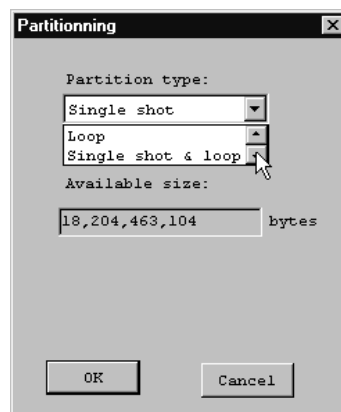 Partitionning
Partition type:
Single shot
Loop
Single shot & loop
Available size:
18,204,463,104 bytes
OK Cancel